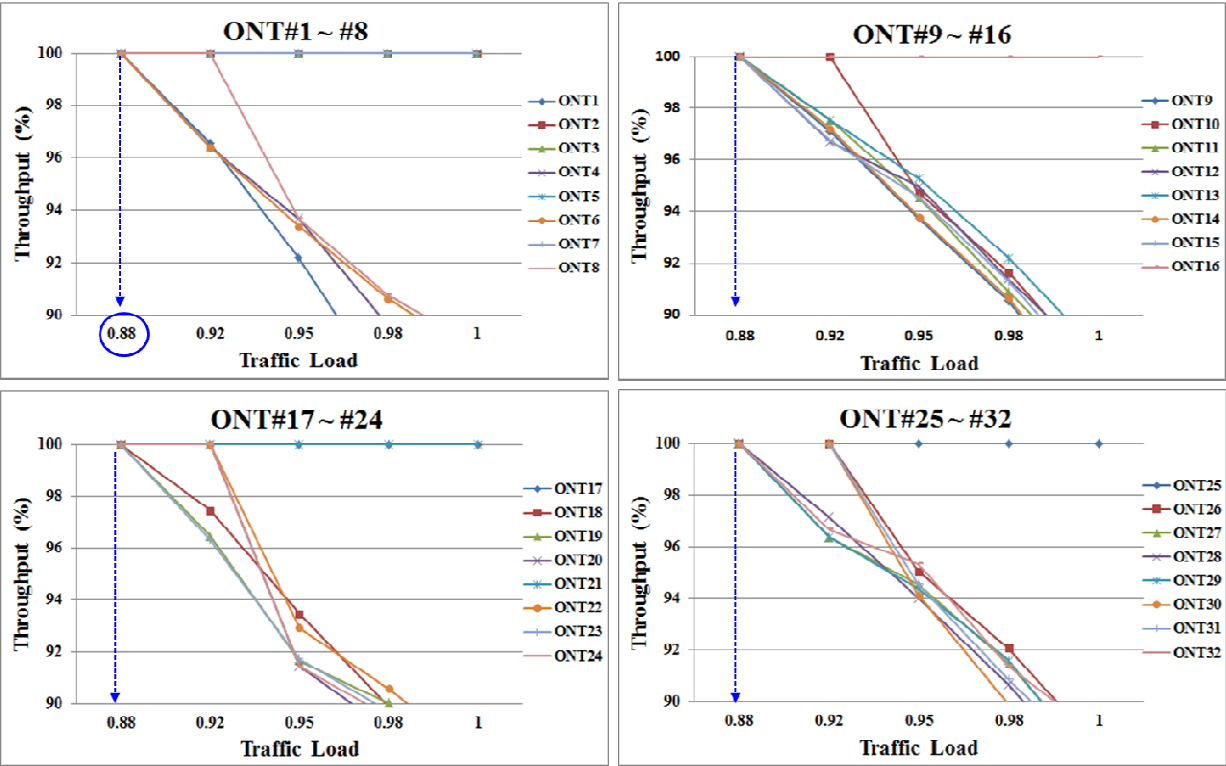 ONT#1 ~ #8
Throughput (%)
100
98
96
94
92
90
0.88 0.92 0.95 0.98 1
Traffic Load
ONT1
ONT2
ONT3
ONT4
ONT5
ONT6
ONT7
ONT8
ONT#9 ~ #16
Throughput (%)
100
98
96
94
92
90
0.88 0.92 0.95 0.98 1
Traffic Load
ONT9
ONT10
ONT11
ONT12
ONT13
ONT14
ONT15
ONT16
ONT#17 ~ #24
Throughput (%)
100
98
96
94
92
90
0.88 0.92 0.95 0.98 1
Traffic Load
ONT17
ONT18
ONT19
ONT20
ONT21
ONT22
ONT23
ONT24
ONT#25 ~ #32
Throughput (%)
100
98
96
94
92
90
0.88 0.92 0.95 0.98 1
Traffic Load
ONT25
ONT26
ONT27
ONT28
ONT29
ONT30
ONT31
ONT32